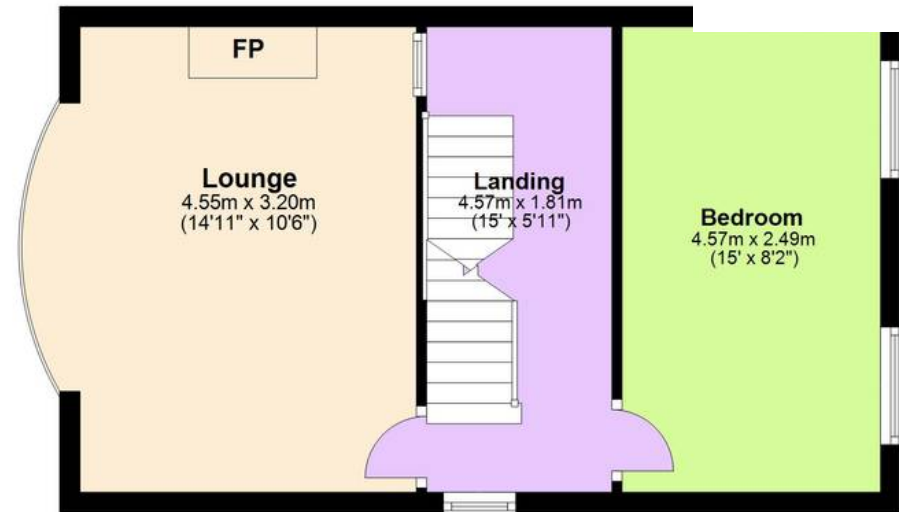 FP
Lounge
4.55m x 3.20m
(14'11" x 10'6")
Landing
4.57m x 1.81m
(15' x 5'11")
Bedroom
4.57m x 2.49m
(15' x 8'2")